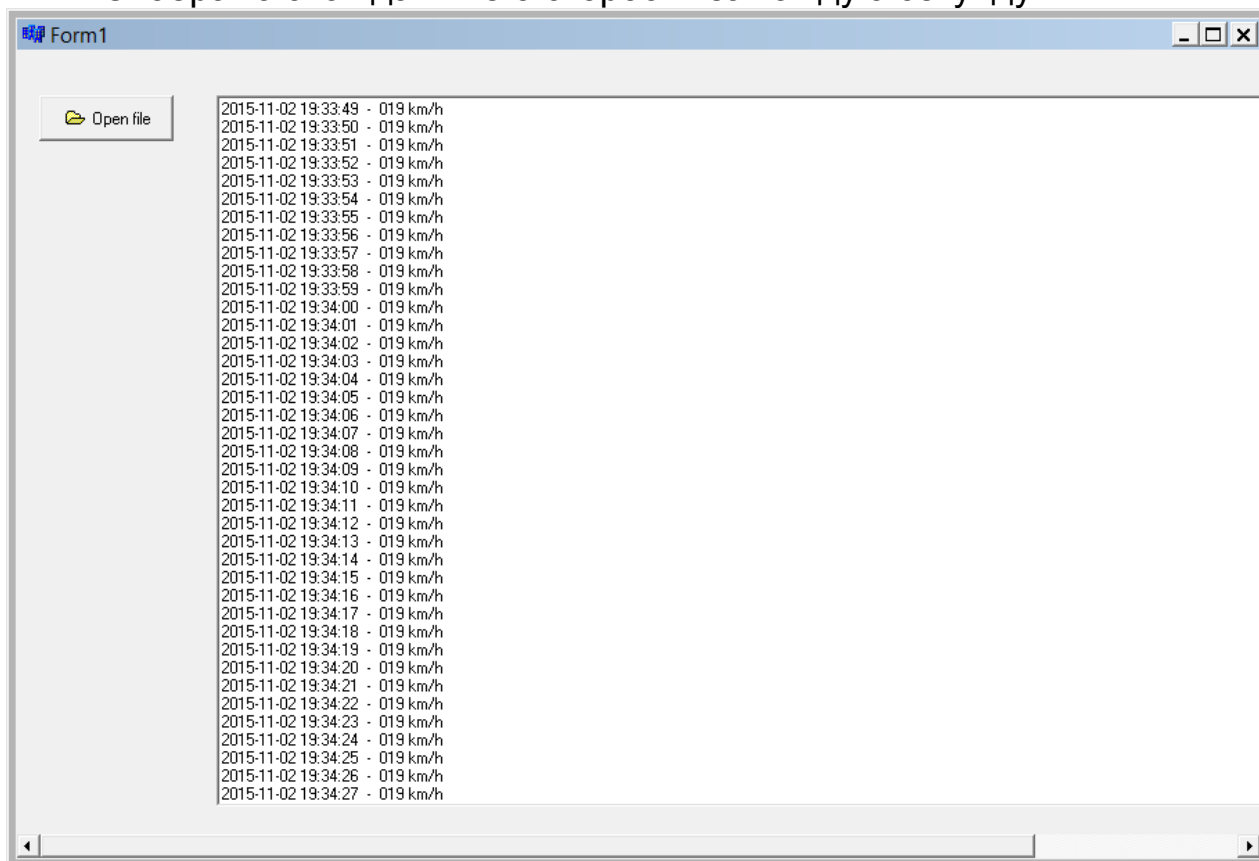 Form1
Open file
2015-11-02 19:33:49 - 019 km/h
2015-11-02 19:33:50 - 019 km/h
2015-11-02 19:33:51 - 019 km/h
2015-11-02 19:33:52 - 019 km/h
2015-11-02 19:33:53 - 019 km/h
2015-11-02 19:33:54 - 019 km/h
2015-11-02 19:33:55 - 019 km/h
2015-11-02 19:33:56 - 019 km/h
2015-11-02 19:33:57 - 019 km/h
2015-11-02 19:33:58 - 019 km/h
2015-11-02 19:33:59 - 019 km/h
2015-11-02 19:34:00 - 019 km/h
2015-11-02 19:34:01 - 019 km/h
2015-11-02 19:34:02 - 019 km/h
2015-11-02 19:34:03 - 019 km/h
2015-11-02 19:34:04 - 019 km/h
2015-11-02 19:34:05 - 019 km/h
2015-11-02 19:34:06 - 019 km/h
2015-11-02 19:34:07 - 019 km/h
2015-11-02 19:34:08 - 019 km/h
2015-11-02 19:34:09 - 019 km/h
2015-11-02 19:34:10 - 019 km/h
2015-11-02 19:34:11 - 019 km/h
2015-11-02 19:34:12 - 019 km/h
2015-11-02 19:34:13 - 019 km/h
2015-11-02 19:34:14 - 019 km/h
2015-11-02 19:34:15 - 019 km/h
2015-11-02 19:34:16 - 019 km/h
2015-11-02 19:34:17 - 019 km/h
2015-11-02 19:34:18 - 019 km/h
2015-11-02 19:34:19 - 019 km/h
2015-11-02 19:34:20 - 019 km/h
2015-11-02 19:34:21 - 019 km/h
2015-11-02 19:34:22 - 019 km/h
2015-11-02 19:34:23 - 019 km/h
2015-11-02 19:34:24 - 019 km/h
2015-11-02 19:34:25 - 019 km/h
2015-11-02 19:34:26 - 019 km/h
2015-11-02 19:34:27 - 019 km/h